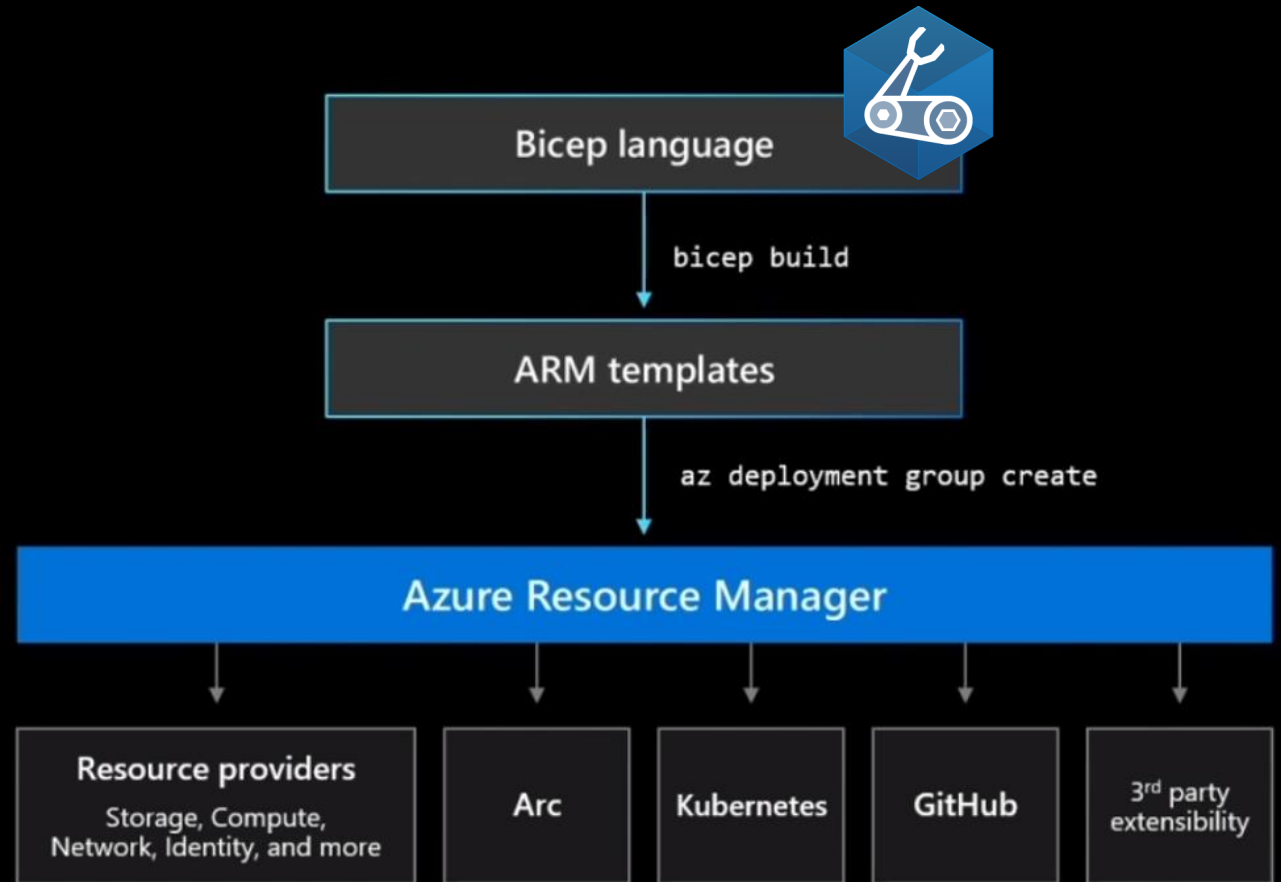 Bicep language
bicep build
ARM templates
az deployment group create
Azure Resource Manager
Resource providers
Storage, Compute,
Network, Identity, and more
Arc
Kubernetes
GitHub
3rd party
extensibility